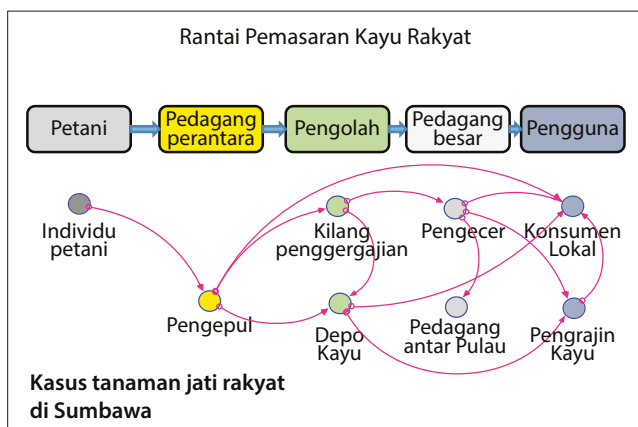 Rantai Pemasaran Kayu Rakyat
Petani
Pedagang
perantara
Pengolah
Pedagang
besar
Pengguna
Individu
petani
Kilang
penggergajian
Pengecer
Konsumen
Lokal
Pengepul
Depo
Kayu
Pedagang
antar Pulau
Pengrajin
Kayu
Kasus tanaman jati rakyat
di Sumbawa